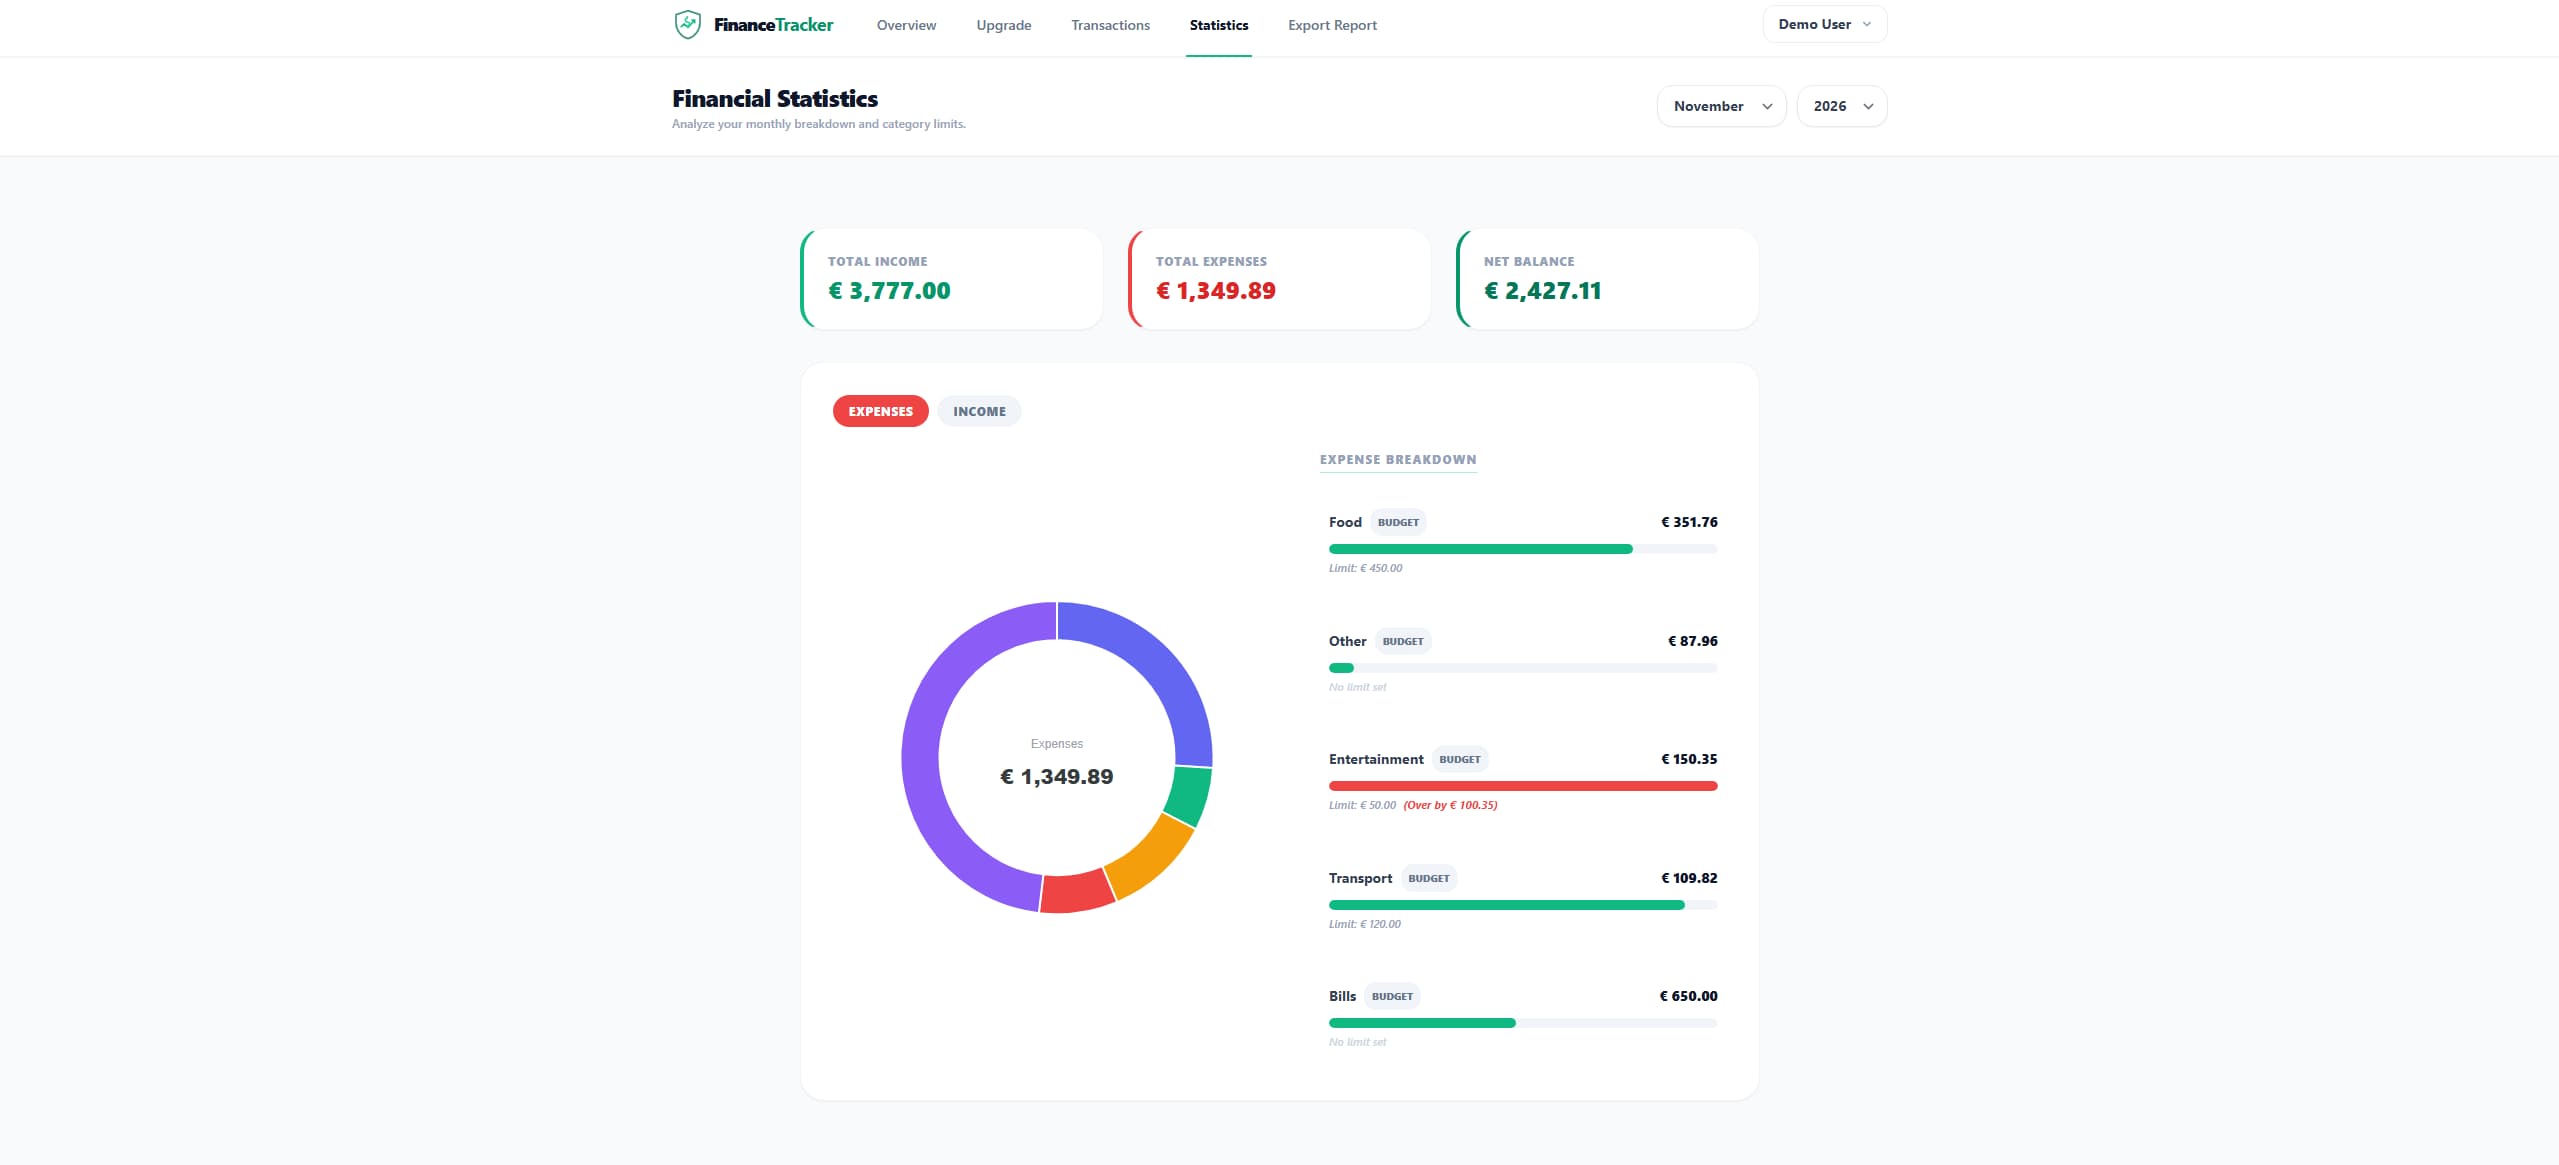 FinanceTracker Overview Upgrade Transactions Statistics Export Report Demo User
Financial Statistics
Analyze your monthly breakdown and category limits.
November 2026
TOTAL INCOME
€ 3,777.00
TOTAL EXPENSES
€ 1,349.89
NET BALANCE
€ 2,427.11
EXPENSES INCOME
Expenses
€ 1,349.89
EXPENSE BREAKDOWN
Food BUDGET € 351.76
Limit: € 450.00
Other BUDGET € 87.96
No limit set
Entertainment BUDGET € 150.35
Limit: € 50.00 (Over by € 100.35)
Transport BUDGET € 109.82
Limit: € 120.00
Bills BUDGET € 650.00
No limit set